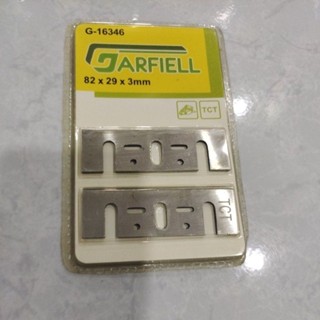 G-16346
GARFIELL
82 x 29 x 3mm
TCT
TCT